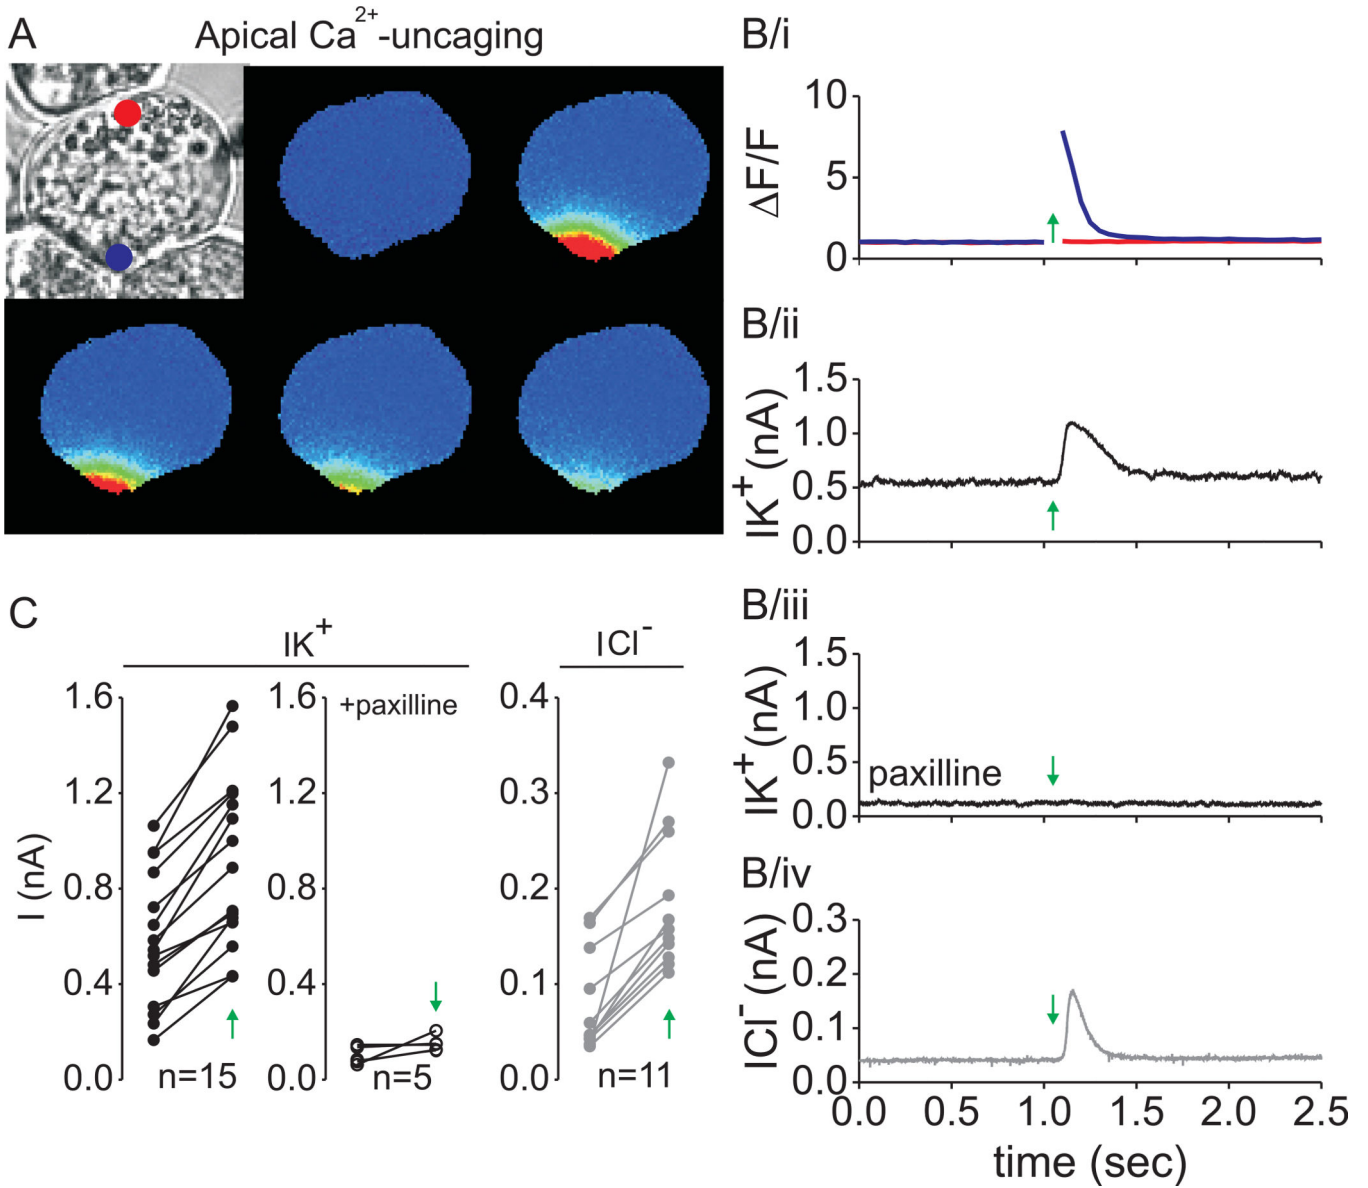 A
Apical Ca²⁺-uncaging
B/i
10
5
0
ΔF/F
B/ii
1.5
1.0
0.5
0.0
IK⁺ (nA)
B/iii
1.5
1.0
0.5
0.0
IK⁺ (nA)
paxilline
B/iv
0.3
0.2
0.1
0.0
ICl⁻ (nA)
0.0 0.5 1.0 1.5 2.0 2.5
time (sec)
C
IK⁺
ICl⁻
I (nA)
1.6
1.2
0.8
0.4
0.0
n=15
1.6
1.2
0.8
0.4
0.0
+paxilline
n=5
0.4
0.3
0.2
0.1
0.0
n=11